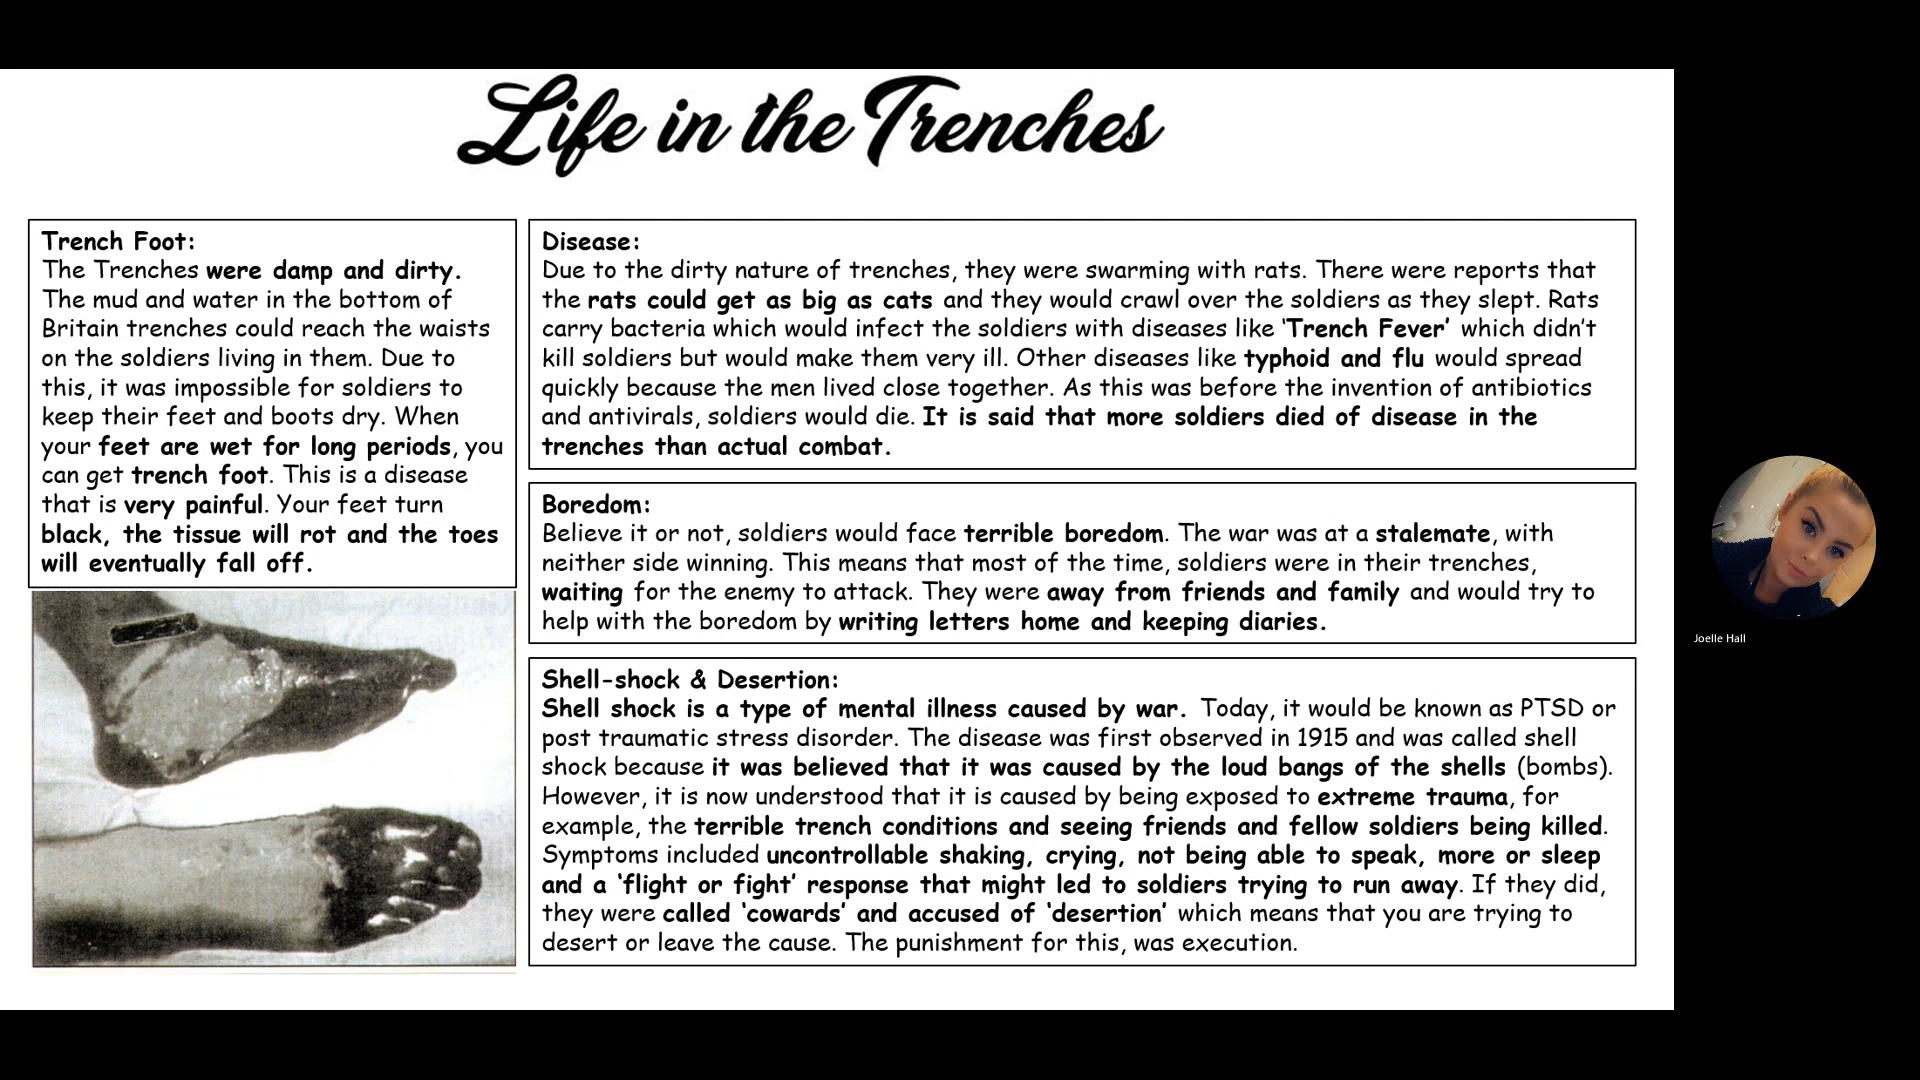 Life in the Trenches
Trench Foot:
The Trenches were damp and dirty.
The mud and water in the bottom of
Britain trenches could reach the waists
on the soldiers living in them. Due to
this, it was impossible for soldiers to
keep their feet and boots dry. When
your feet are wet for long periods, you
can get trench foot. This is a disease
that is very painful. Your feet turn
black, the tissue will rot and the toes
will eventually fall off.
Disease:
Due to the dirty nature of trenches, they were swarming with rats. There were reports that
the rats could get as big as cats and they would crawl over the soldiers as they slept. Rats
carry bacteria which would infect the soldiers with diseases like ‘Trench Fever’ which didn’t
kill soldiers but would make them very ill. Other diseases like typhoid and flu would spread
quickly because the men lived close together. As this was before the invention of antibiotics
and antivirals, soldiers would die. It is said that more soldiers died of disease in the
trenches than actual combat.
Boredom:
Believe it or not, soldiers would face terrible boredom. The war was at a stalemate, with
neither side winning. This means that most of the time, soldiers were in their trenches,
waiting for the enemy to attack. They were away from friends and family and would try to
help with the boredom by writing letters home and keeping diaries.
Shell-shock & Desertion:
Shell shock is a type of mental illness caused by war. Today, it would be known as PTSD or
post traumatic stress disorder. The disease was first observed in 1915 and was called shell
shock because it was believed that it was caused by the loud bangs of the shells (bombs).
However, it is now understood that it is caused by being exposed to extreme trauma, for
example, the terrible trench conditions and seeing friends and fellow soldiers being killed.
Symptoms included uncontrollable shaking, crying, not being able to speak, more or sleep
and a ‘flight or fight’ response that might led to soldiers trying to run away. If they did,
they were called ‘cowards’ and accused of ‘desertion’ which means that you are trying to
desert or leave the cause. The punishment for this, was execution.
Joelle Hall